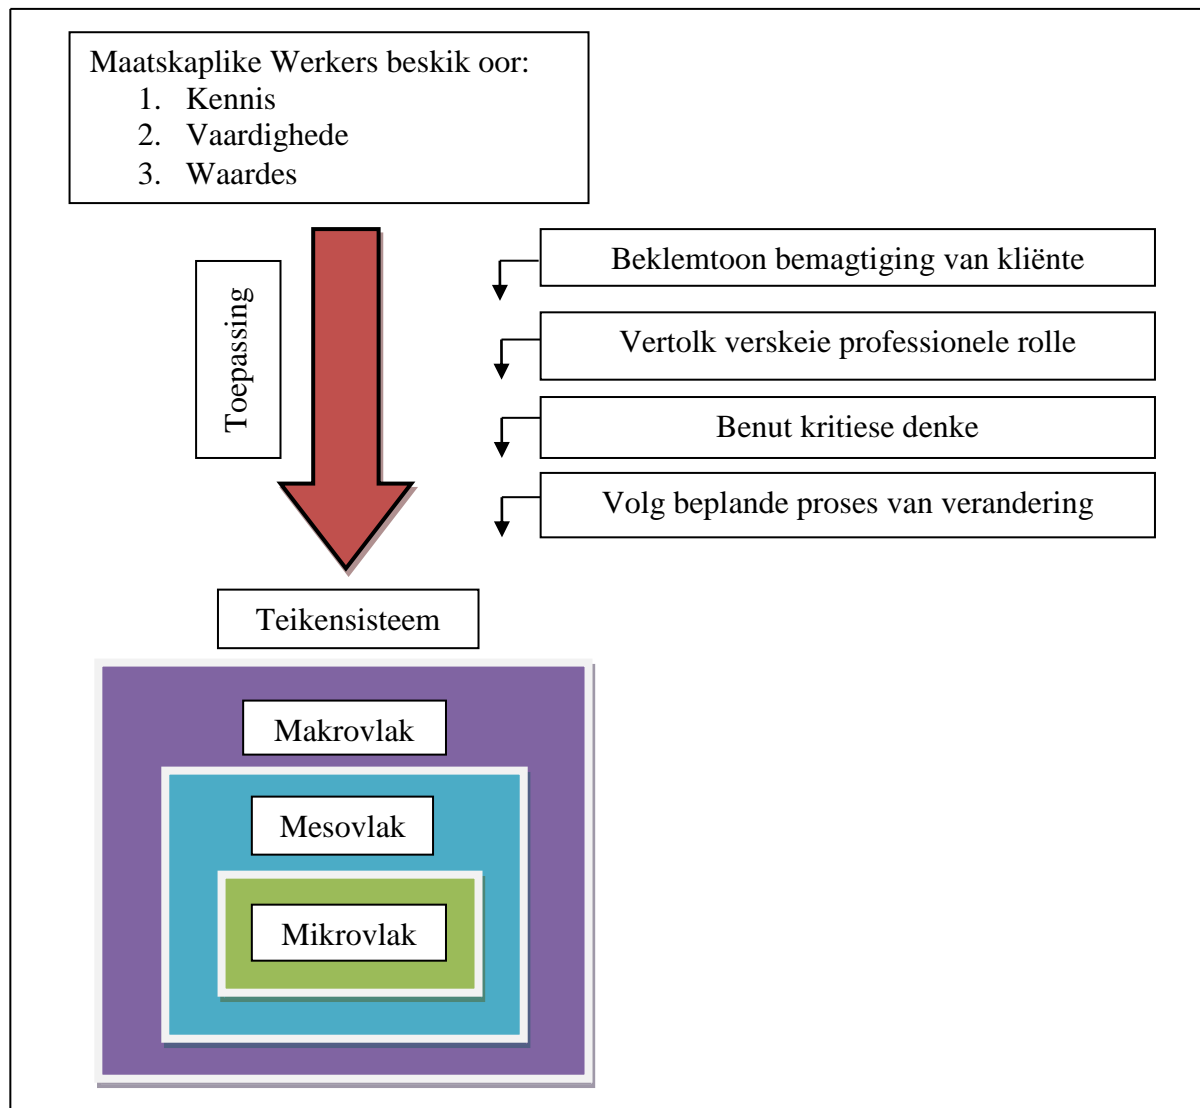 Maatskaplike Werkers beskik oor:
1. Kennis
2. Vaardighede
3. Waardes
Toepassing
Beklemtoon bemagtiging van kliënte
Vertolk verskeie professionele rolle
Benut kritiese denke
Volg beplande proses van verandering
Teikensisteem
Makrovlak
Mesovlak
Mikrovlak